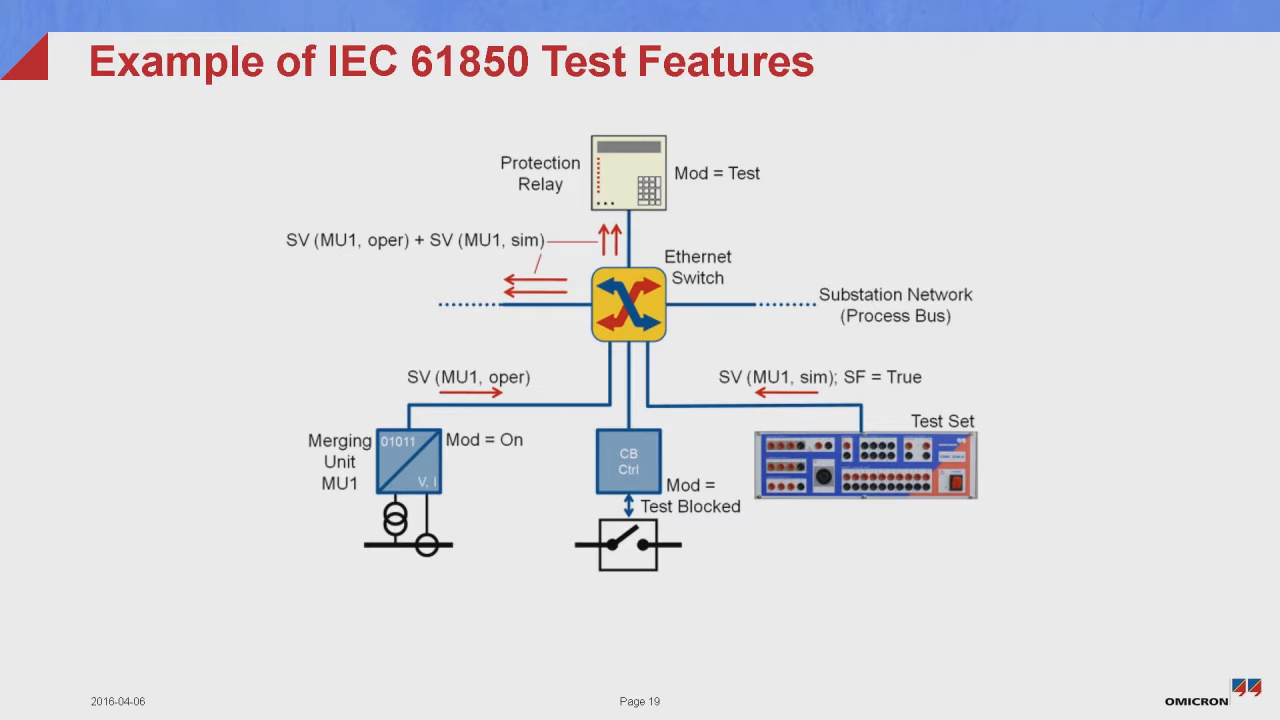 Example of IEC 61850 Test Features
Protection
Relay
Mod = Test
SV (MU1, oper) + SV (MU1, sim)
Ethernet
Switch
Substation Network
(Process Bus)
SV (MU1, oper)
SV (MU1, sim); SF = True
Test Set
Merging
Unit
MU1
01011
V, I
Mod = On
CB
Ctrl
Mod =
Test Blocked
OMICRON
2016-04-06
Page 19
OMICRON